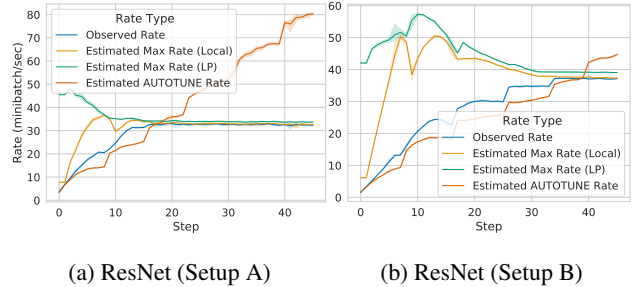 Rate Type
Observed Rate
Estimated Max Rate (Local)
Estimated Max Rate (LP)
Estimated AUTOTUNE Rate
Rate (minibatch/sec)
80
70
60
50
40
30
20
10
0
0 10 20 30 40
Step
(a) ResNet (Setup A)
60
50
40
30
20
10
0
Rate Type
Observed Rate
Estimated Max Rate (Local)
Estimated Max Rate (LP)
Estimated AUTOTUNE Rate
0 10 20 30 40
Step
(b) ResNet (Setup B)